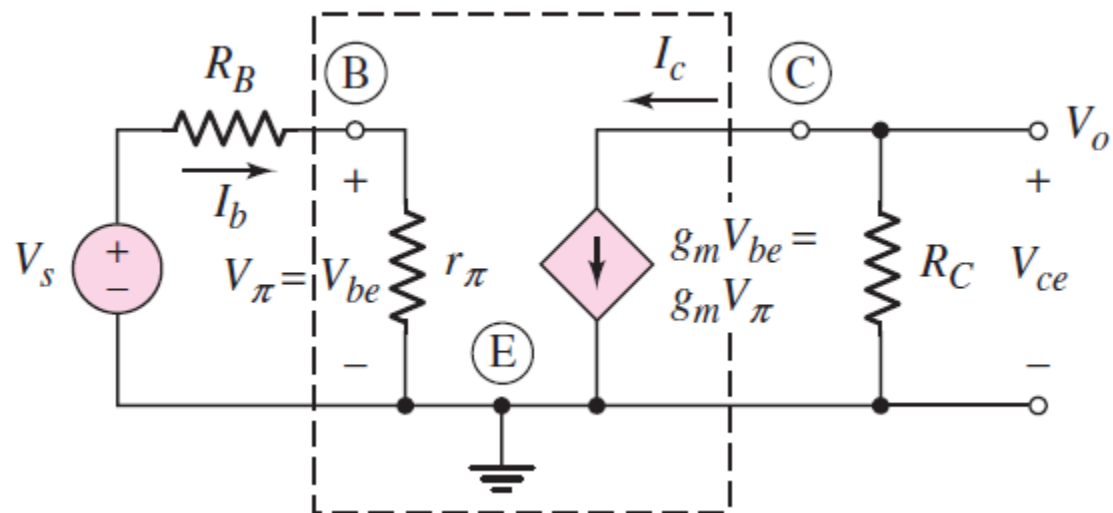 R_B
B
I_c
C
V_o
I_b
+
+
V_s
+
−
V_π = V_be
r_π
g_m V_be =
g_m V_π
R_C
V_ce
−
E
−